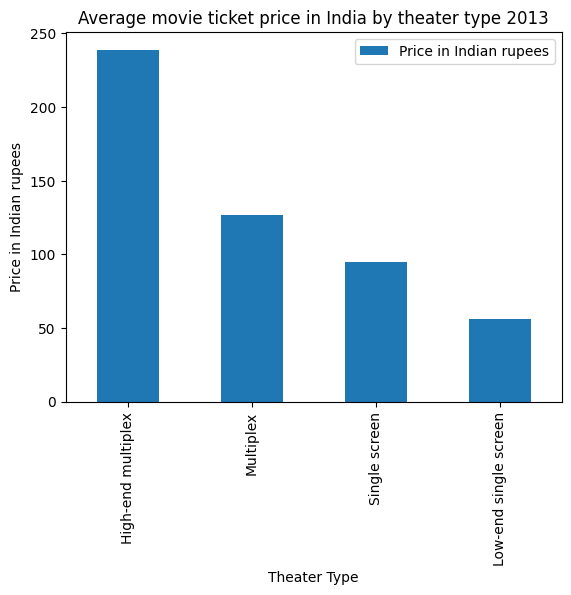 Average movie ticket price in India by theater type 2013
Price in Indian rupees
Price in Indian rupees
250
200
150
100
50
0
High-end multiplex
Multiplex
Single screen
Low-end single screen
Theater Type